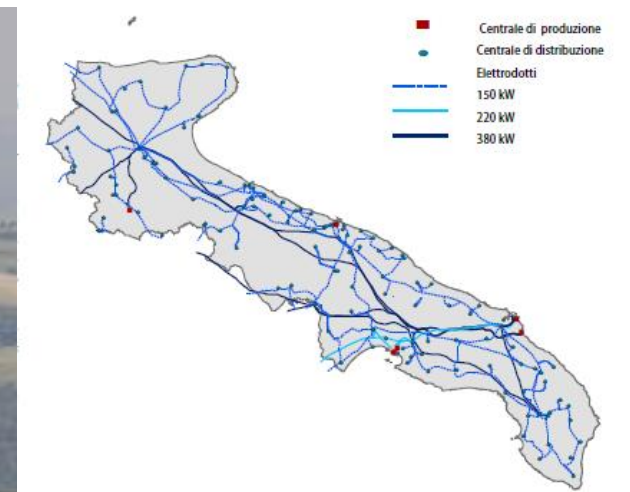 Centrale di produzione
Centrale di distribuzione
Elettrodotti
150 kW
220 kW
380 kW